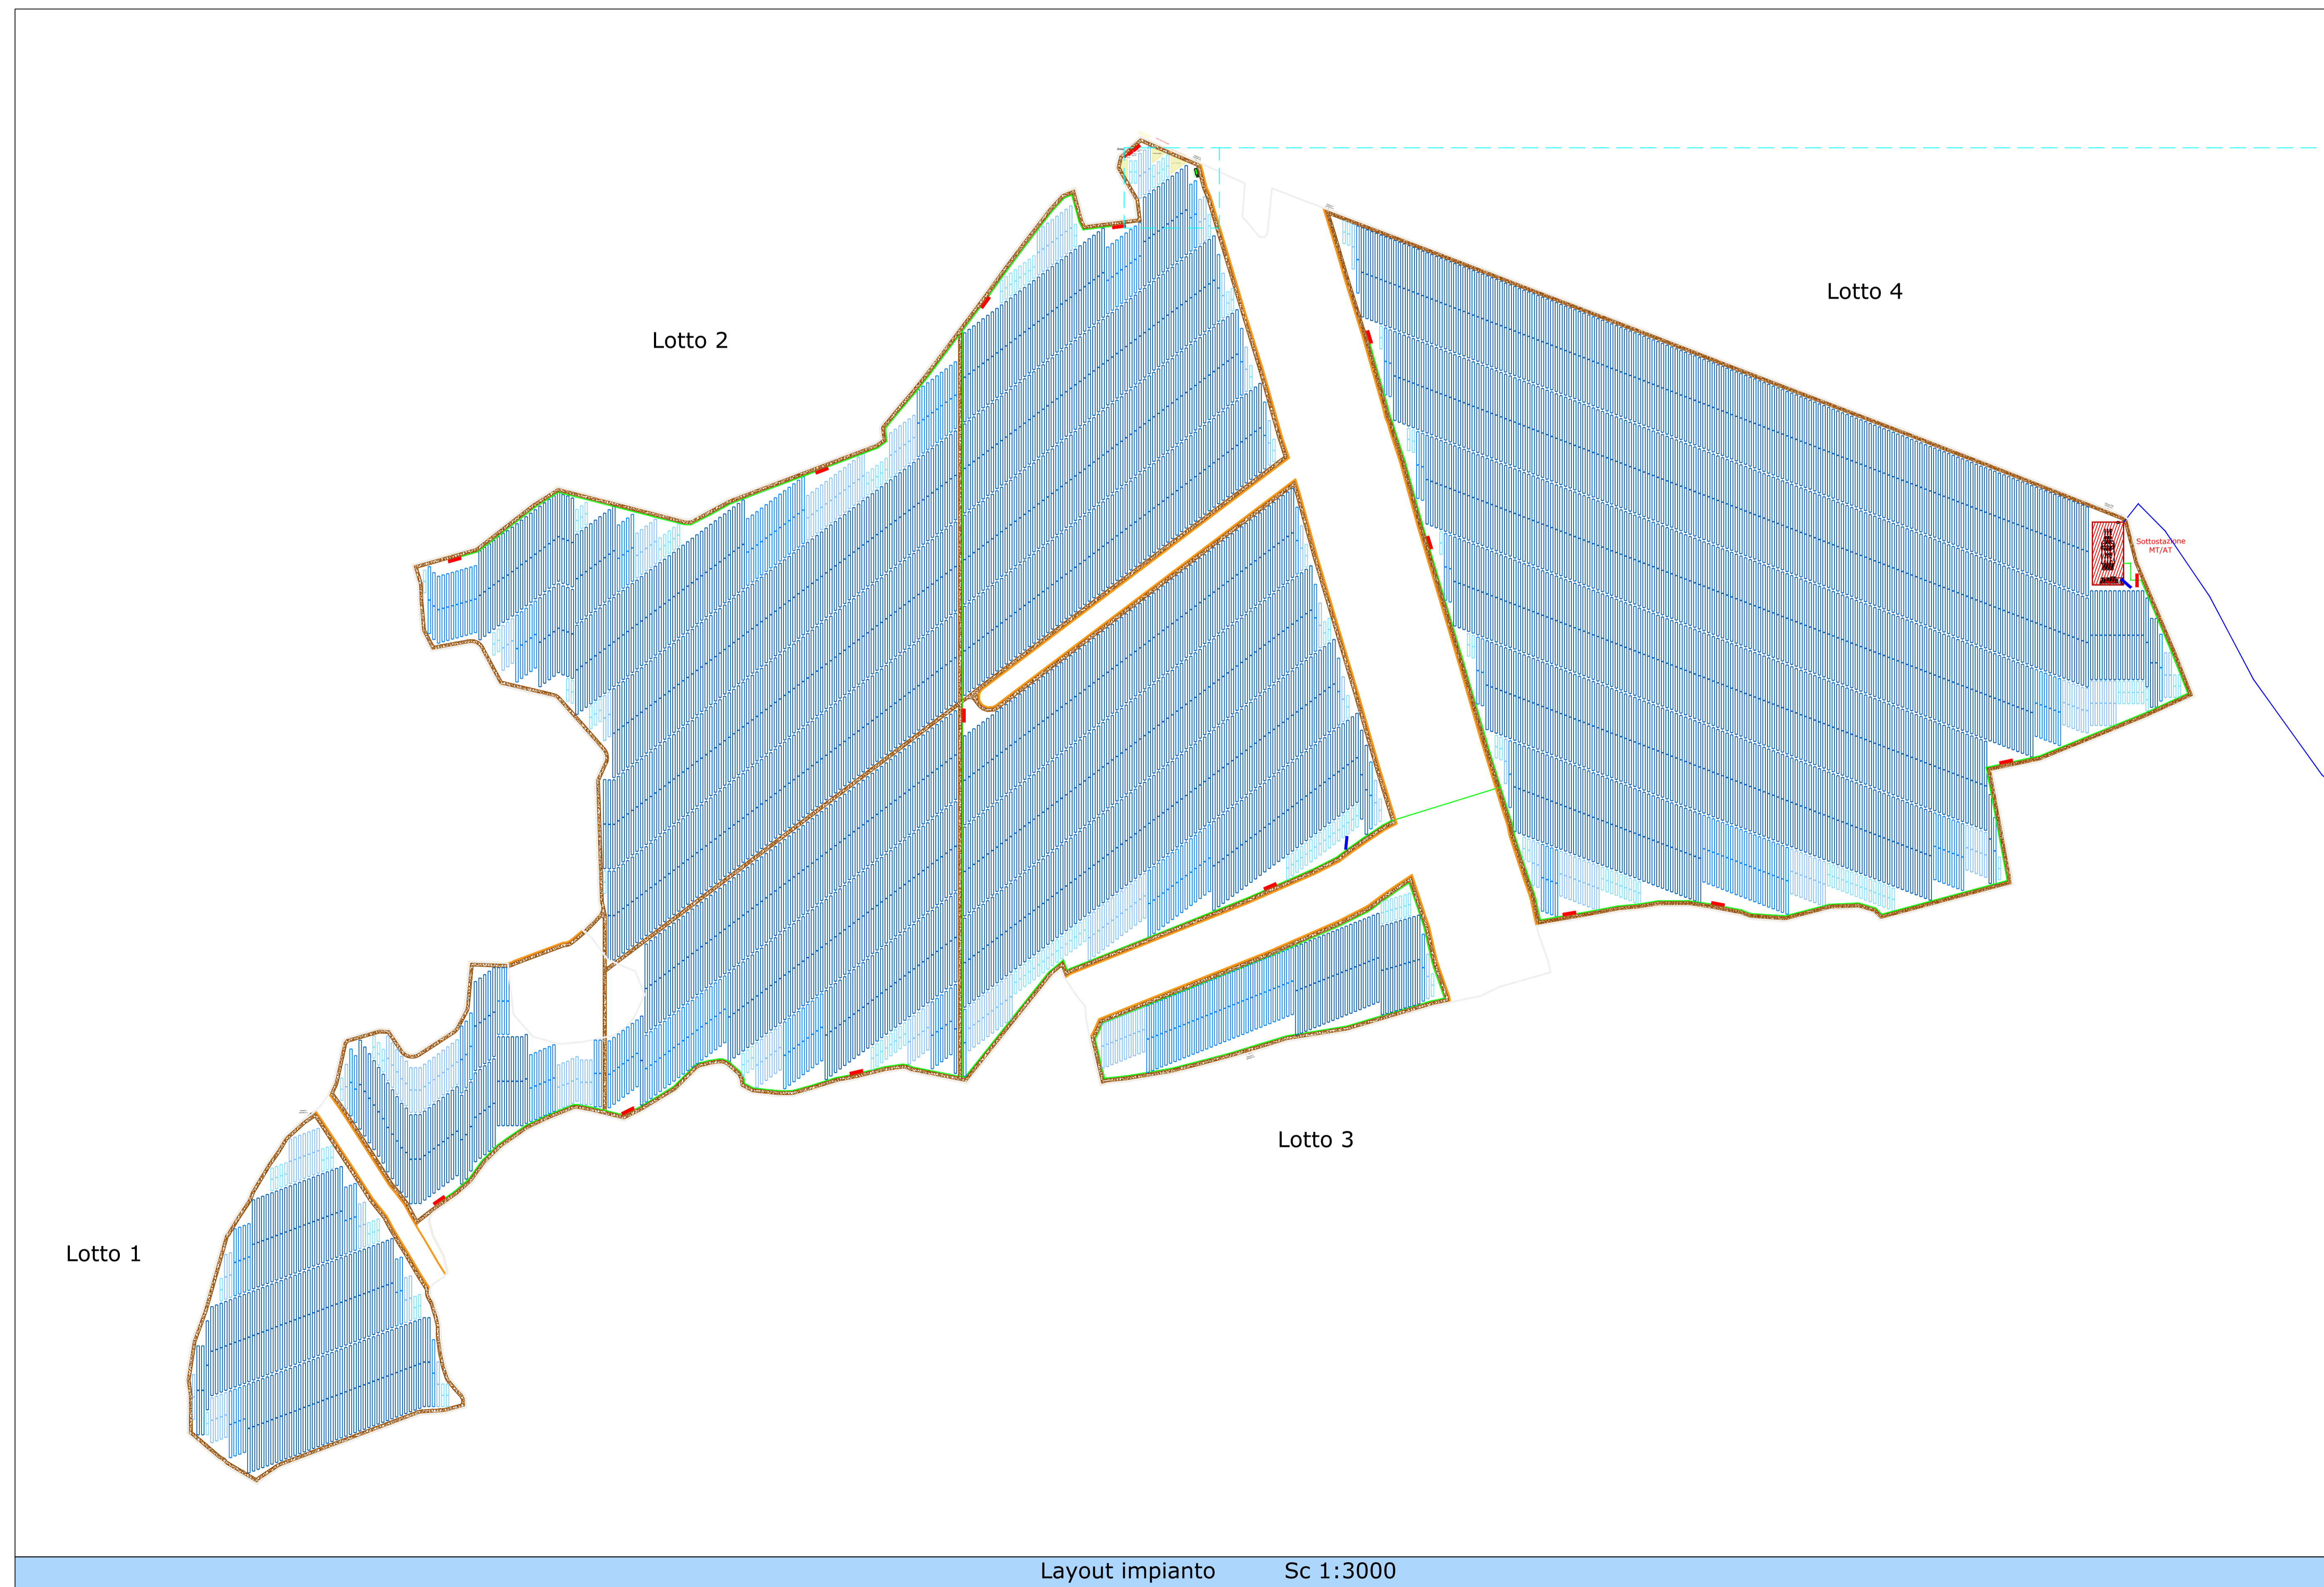 Lotto 4
Lotto 2
Sottostazione
MT/AT
Lotto 3
Lotto 1
Layout impianto Sc 1:3000